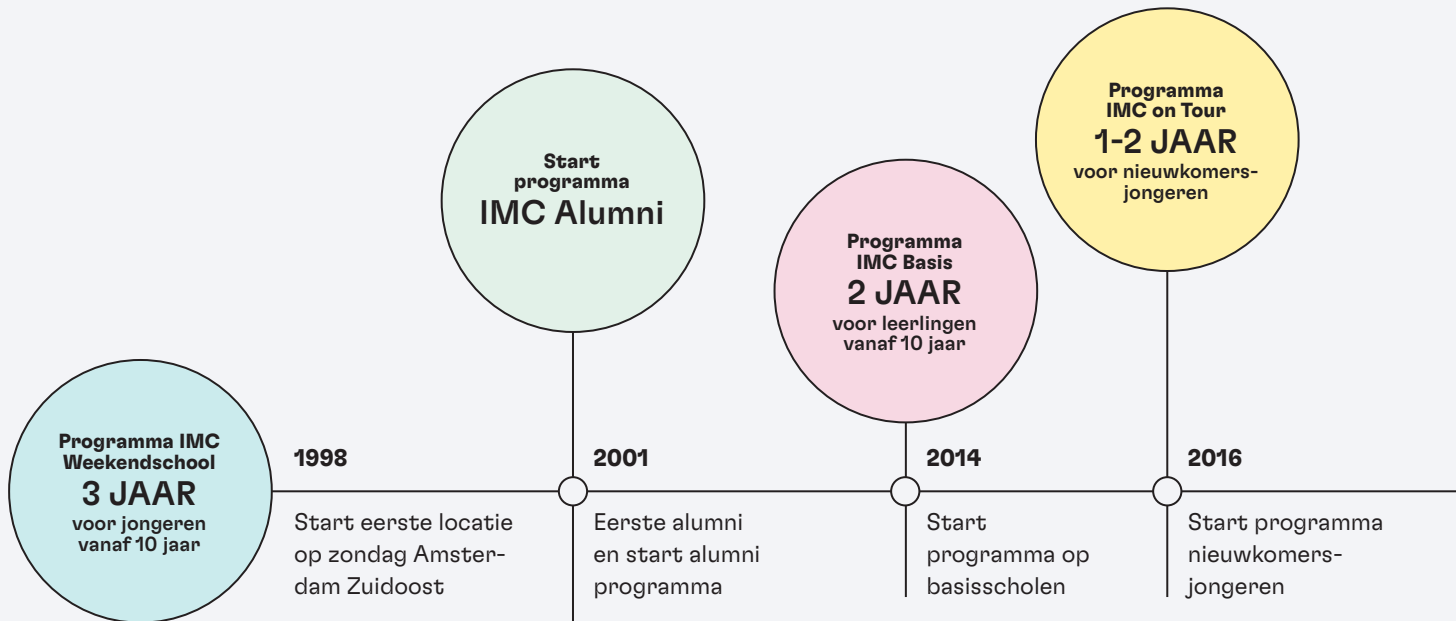 Programma IMC
Weekendschool
3 JAAR
voor jongeren
vanaf 10 jaar
1998
Start eerste locatie
op zondag Amster-
dam Zuidoost
Start
programma
IMC Alumni
2001
Eerste alumni
en start alumni
programma
Programma
IMC Basis
2 JAAR
voor leerlingen
vanaf 10 jaar
2014
Start
programma op
basisscholen
Programma
IMC on Tour
1-2 JAAR
voor nieuwkomers-
jongeren
2016
Start programma
nieuwkomers-
jongeren